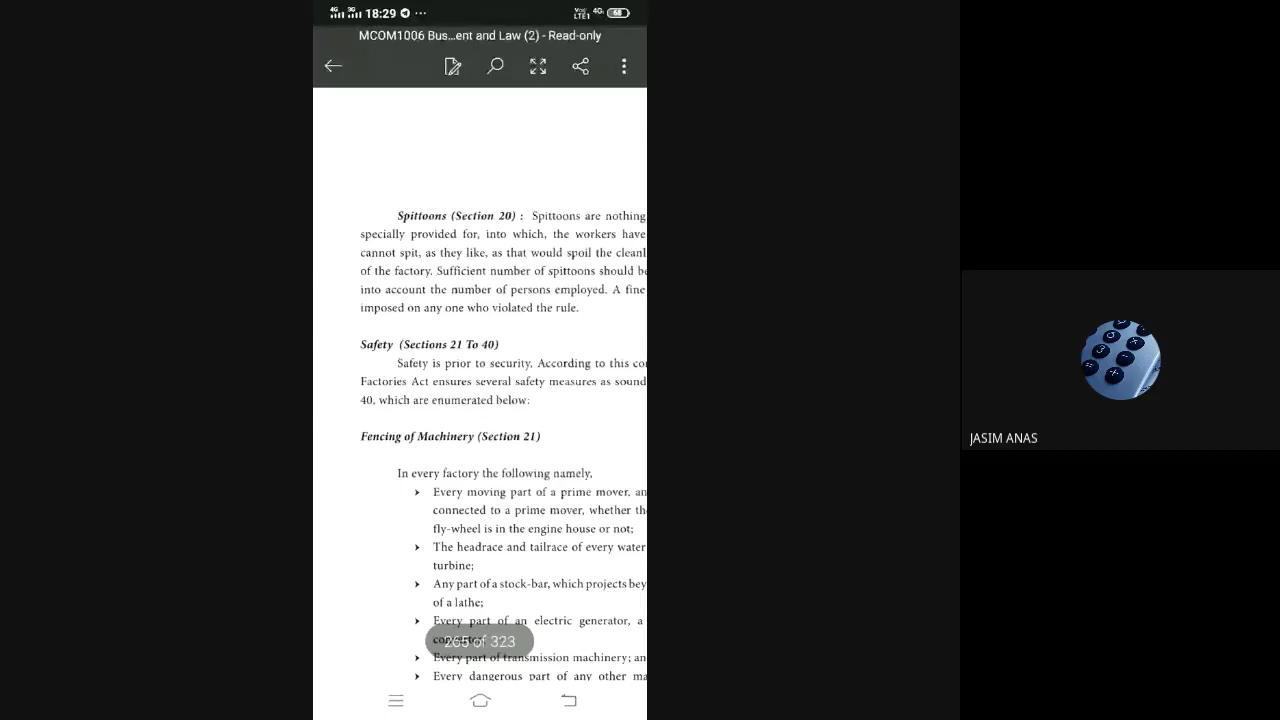 4G 3G 18:29 ··· Vo) LTE1 4G 68
MCOM1006 Bus...ent and Law (2) - Read-only
Spittoons (Section 20) : Spittoons are nothing
specially provided for, into which, the workers have
cannot spit, as they like, as that would spoil the cleanl
of the factory. Sufficient number of spittoons should be
into account the number of persons employed. A fine
imposed on any one who violated the rule.
Safety (Sections 21 To 40)
Safety is prior to security. According to this co
Factories Act ensures several safety measures as sound
40, which are enumerated below:
Fencing of Machinery (Section 21)
In every factory the following namely,
Every moving part of a prime mover, an
connected to a prime mover, whether th
fly-wheel is in the engine house or not;
The headrace and tailrace of every water
turbine;
Any part of a stock-bar, which projects bey
of a lathe;
Every part of an electric generator, a
265 of 323
Every part of transmission machinery; an
Every dangerous part of any other ma
JASIM ANAS